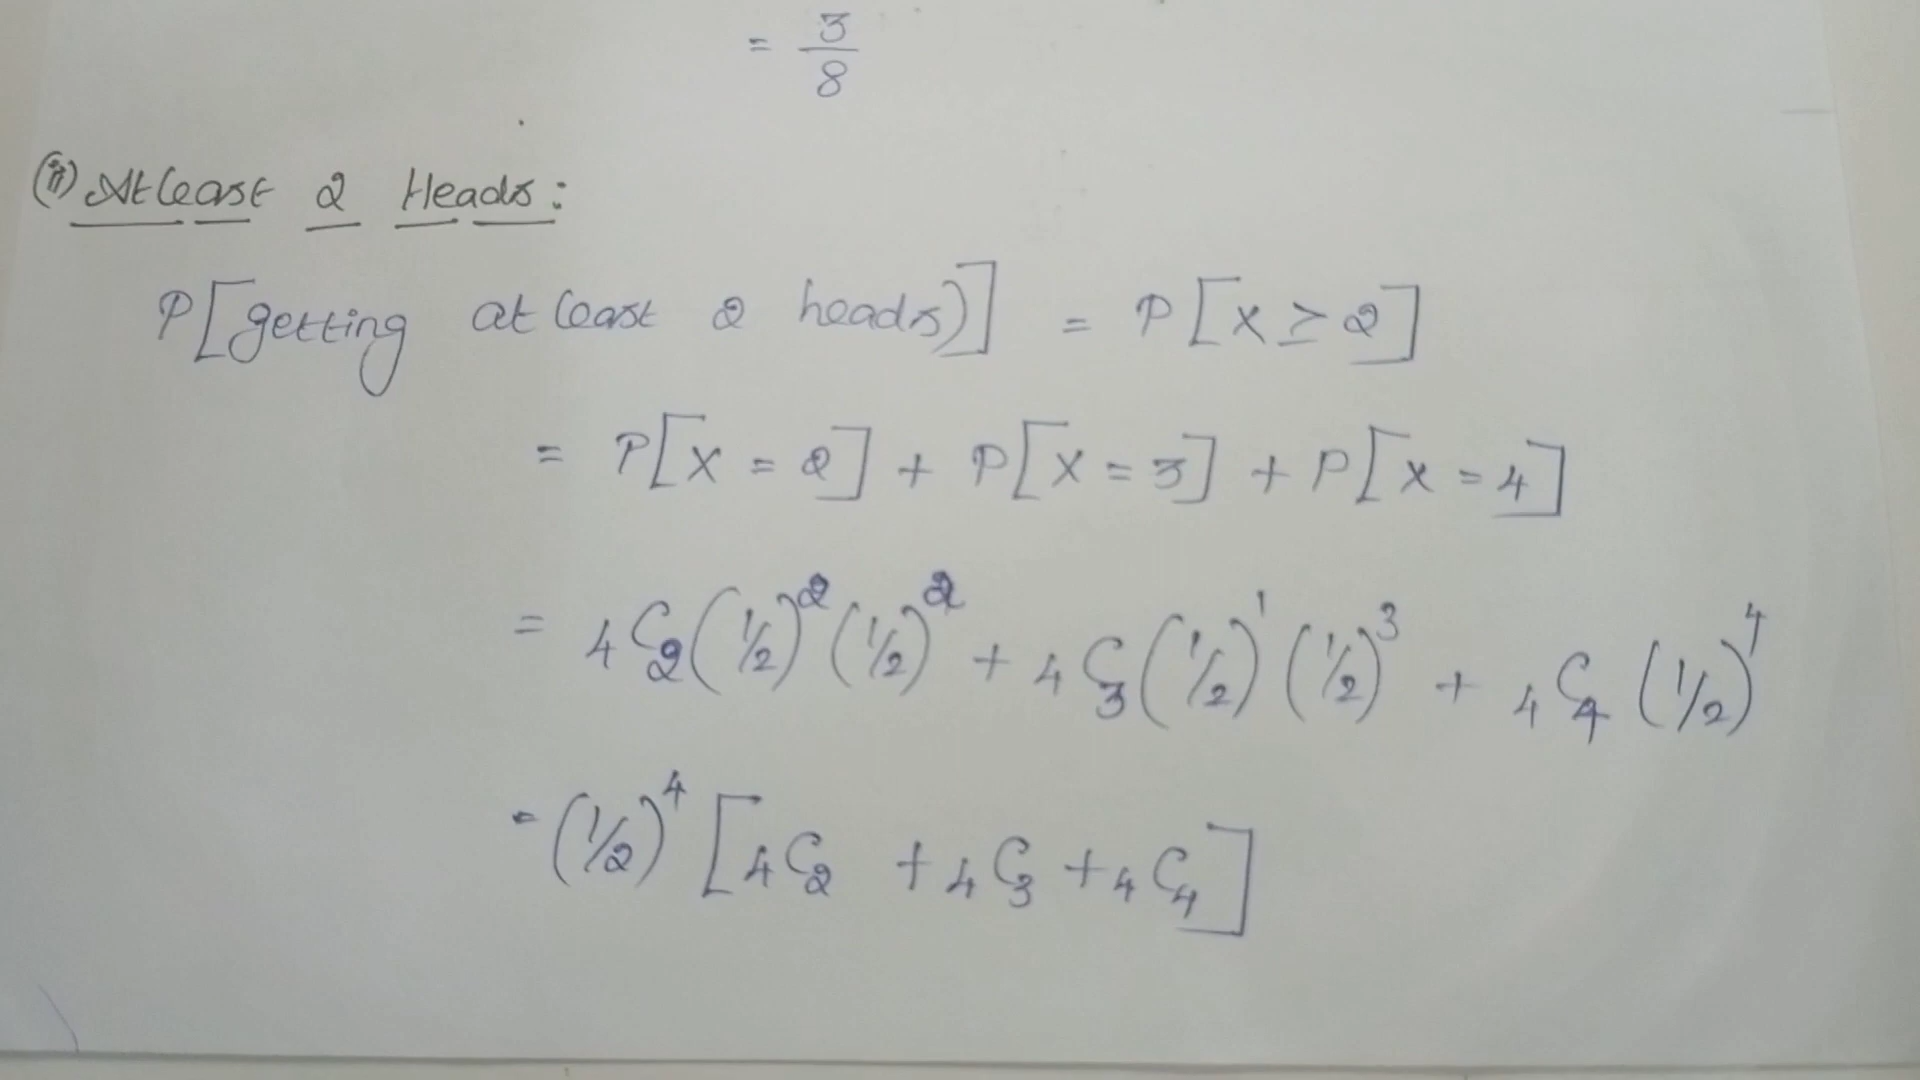 = 3/8
(ii) Atleast 2 Heads:
P[getting at least 2 heads)] = P[X ≥ 2]
= P[X = 2] + P[X = 3] + P[X = 4]
= 4C2 (1/2)^2 (1/2)^2 + 4C3 (1/2)^1 (1/2)^3 + 4C4 (1/2)^4
= (1/2)^4 [4C2 + 4C3 + 4C4]